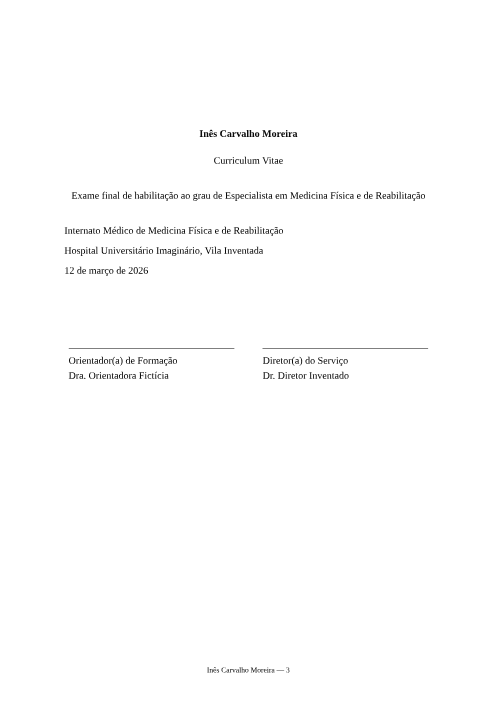 Inês Carvalho Moreira
Curriculum Vitae
Exame final de habilitação ao grau de Especialista em Medicina Física e de Reabilitação
Internato Médico de Medicina Física e de Reabilitação
Hospital Universitário Imaginário, Vila Inventada
12 de março de 2026
Orientador(a) de Formação
Dra. Orientadora Fictícia
Diretor(a) do Serviço
Dr. Diretor Inventado
Inês Carvalho Moreira — 3